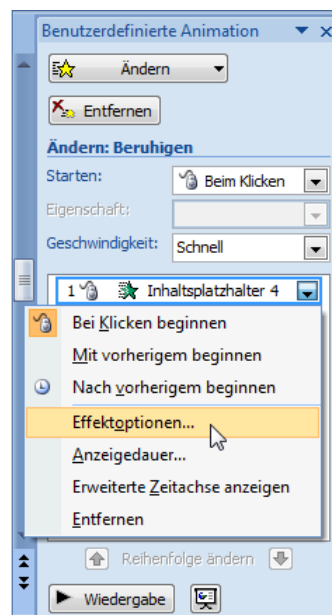 Benutzerdefinierte Animation
Ändern
Entfernen
Ändern: Beruhigen
Starten: Beim Klicken
Eigenschaft:
Geschwindigkeit: Schnell
1 Inhaltsplatzhalter 4
Bei Klicken beginnen
Mit vorherigem beginnen
Nach vorherigem beginnen
Effektoptionen...
Anzeigedauer...
Erweiterte Zeitachse anzeigen
Entfernen
Reihenfolge ändern
Wiedergabe